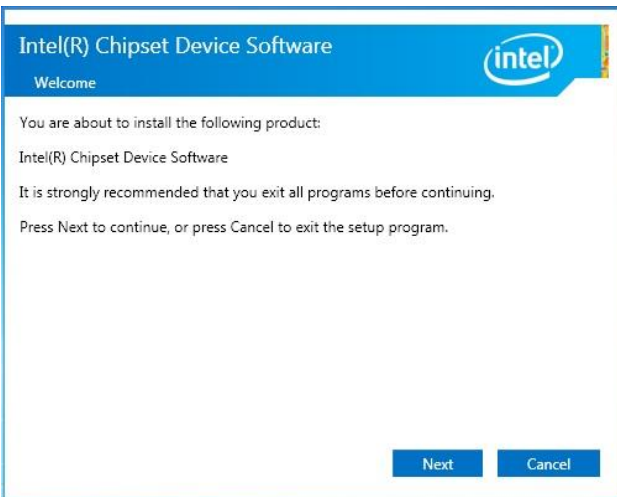 Intel(R) Chipset Device Software
intel
Welcome
You are about to install the following product:
Intel(R) Chipset Device Software
It is strongly recommended that you exit all programs before continuing.
Press Next to continue, or press Cancel to exit the setup program.
Next Cancel